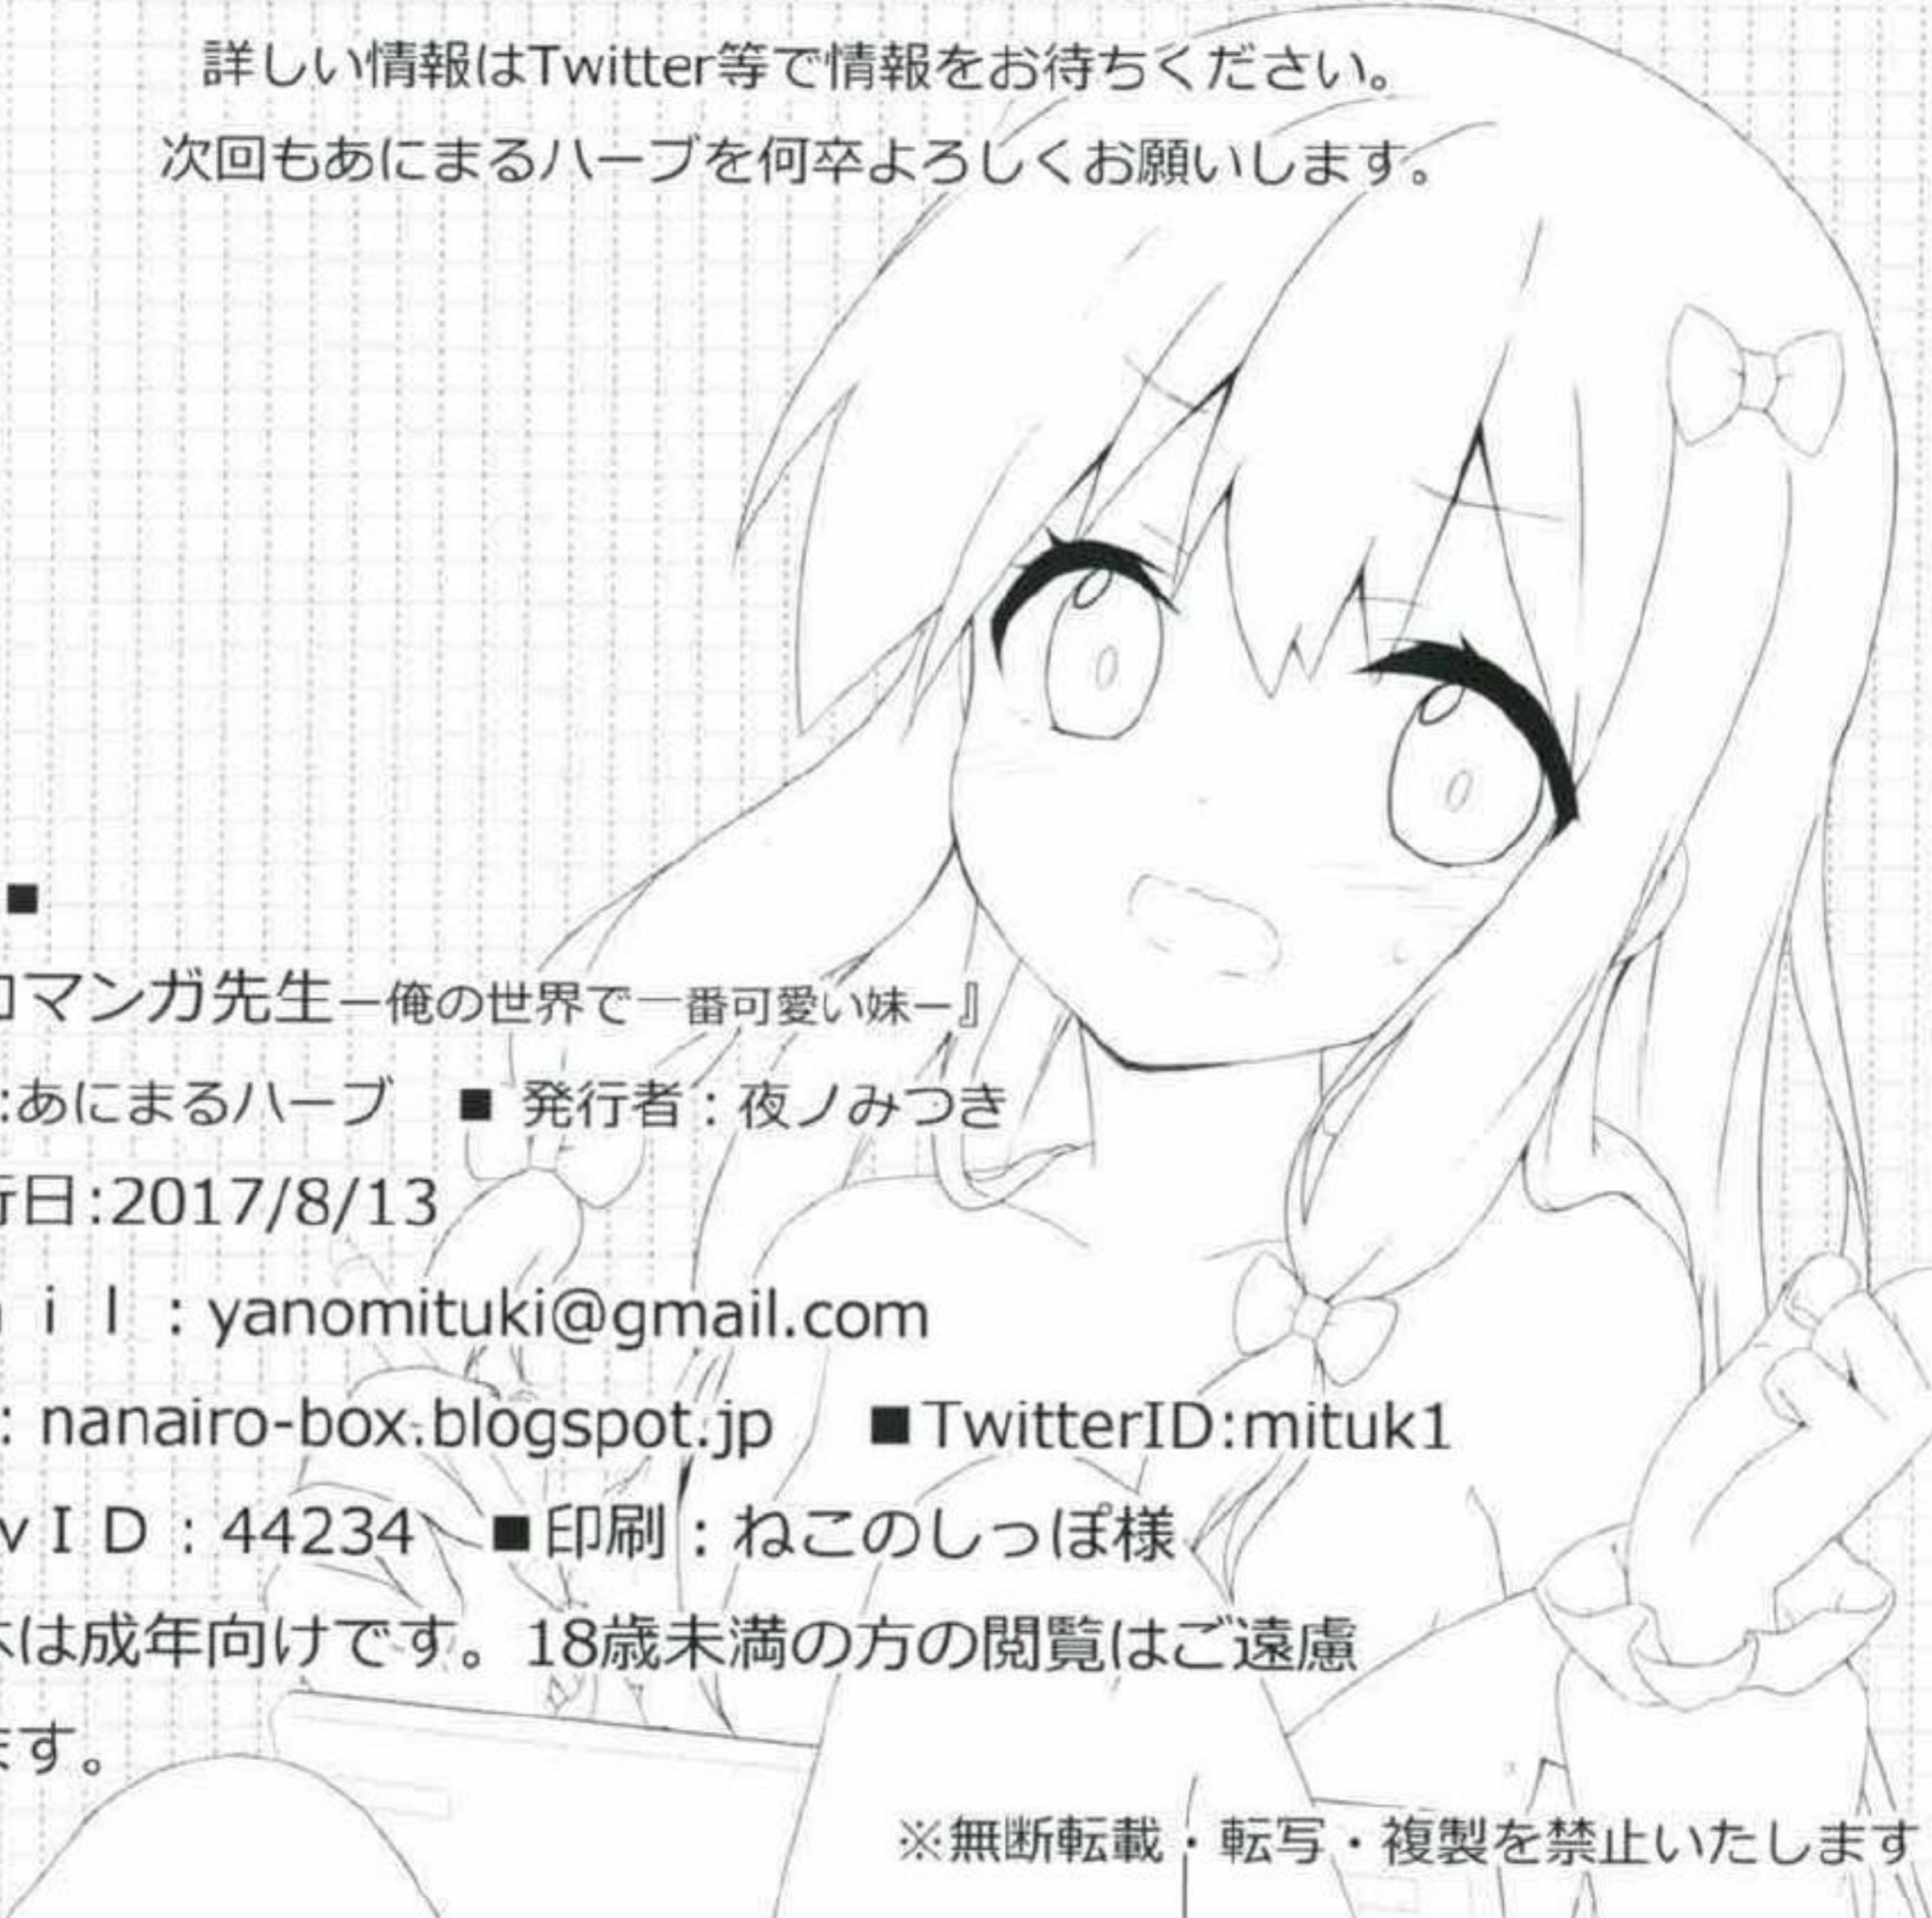 詳しい情報はTwitter等で情報をお待ちください。
次回もあにまるハーブを何卒よろしくお願いします。
■
マンガ先生ー俺の世界で一番可愛い妹ー』
:あにまるハーブ　■ 発行者：夜ノみつき
日:2017/8/13
ｉｌ：yanomituki@gmail.com
: nanairo-box.blogspot.jp　■TwitterID:mituk1
vＩＤ：44234　■印刷：ねこのしっぽ様
は成年向けです。18歳未満の方の閲覧はご遠慮
ます。
※無断転載・転写・複製を禁止いたします